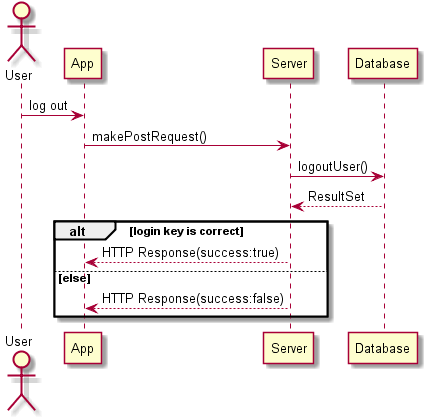 User
App
Server
Database
log out
makePostRequest()
logoutUser()
ResultSet
alt [login key is correct]
HTTP Response(success:true)
[else]
HTTP Response(success:false)
User
App
Server
Database